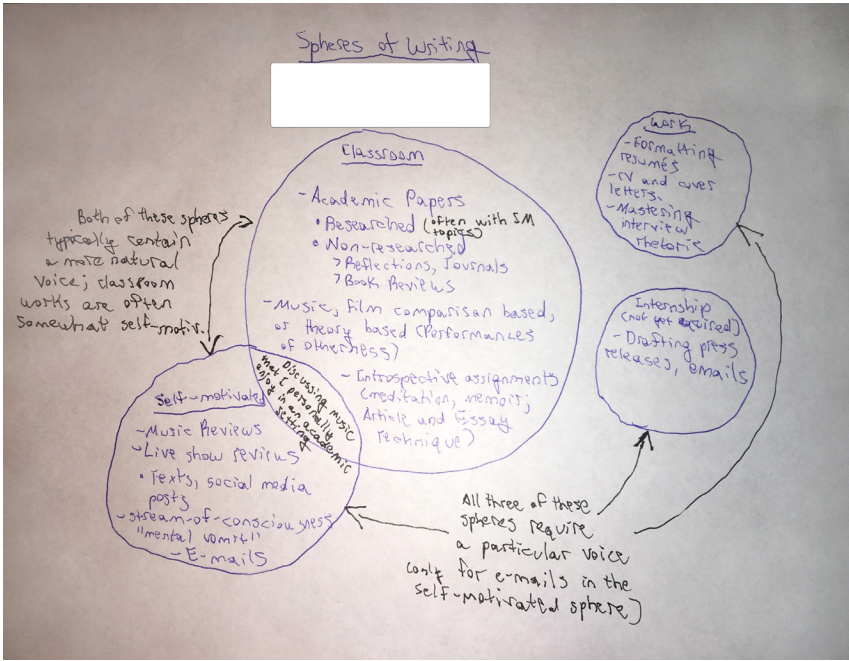 Spheres of Writing
Classroom
- Academic Papers
• Researched (often with SM
topics)
• Non-researched
> Reflections, Journals
> Book Reviews
- Music, film comparison based,
or theory based (Performances
of otherness)
- Introspective assignments
(meditation, memoir;
Article and Essay
Technique)
Work
- Formatting
resumés
- CV and cover
letters.
- Mastering
interview
rhetoric
Internship
(not yet acquired)
- Drafting press
releases, emails
Both of these spheres
typically contain
a more natural
voice; classroom
works are often
somewhat self-motiv.
Discussing music
that I personally
enjoy in an academic
setting
Self-motivated
- Music Reviews
- Live show reviews
• Texts, social media
posts
- stream-of-consciousness
"mental vomit"
- E-mails
All three of these
spheres require
a particular voice
(only for e-mails in the
self-motivated sphere)